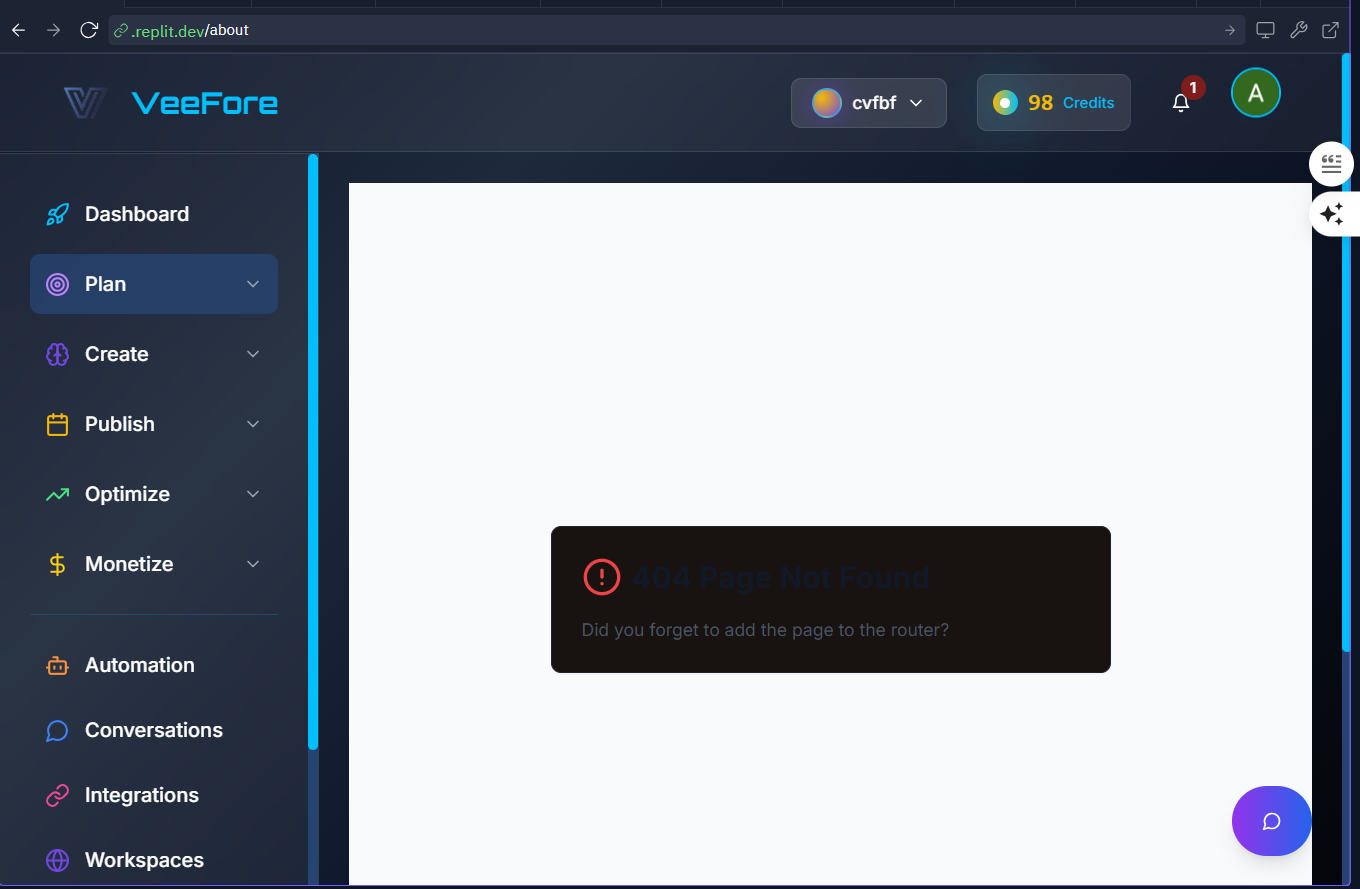 .replit.dev/about
VeeFore
cvfbf
98 Credits
1
A
Dashboard
Plan
Create
Publish
Optimize
Monetize
Automation
Conversations
Integrations
Workspaces
404 Page Not Found
Did you forget to add the page to the router?